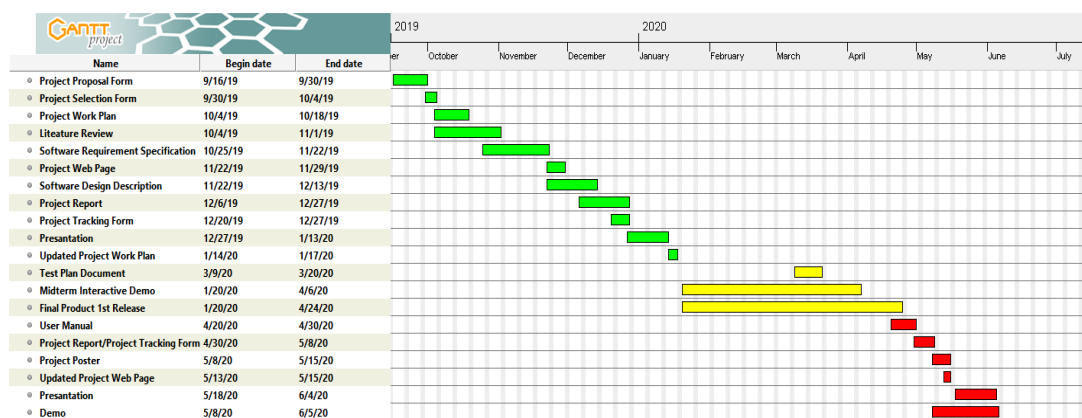 GANTT project
2019 2020
er October November December January February March April May June July
Name Begin date End date
Project Proposal Form 9/16/19 9/30/19
Project Selection Form 9/30/19 10/4/19
Project Work Plan 10/4/19 10/18/19
Liteature Review 10/4/19 11/1/19
Software Requirement Specification 10/25/19 11/22/19
Project Web Page 11/22/19 11/29/19
Software Design Description 11/22/19 12/13/19
Project Report 12/6/19 12/27/19
Project Tracking Form 12/20/19 12/27/19
Presantation 12/27/19 1/13/20
Updated Project Work Plan 1/14/20 1/17/20
Test Plan Document 3/9/20 3/20/20
Midterm Interactive Demo 1/20/20 4/6/20
Final Product 1st Release 1/20/20 4/24/20
User Manual 4/20/20 4/30/20
Project Report/Project Tracking Form 4/30/20 5/8/20
Project Poster 5/8/20 5/15/20
Updated Project Web Page 5/13/20 5/15/20
Presantation 5/18/20 6/4/20
Demo 5/8/20 6/5/20